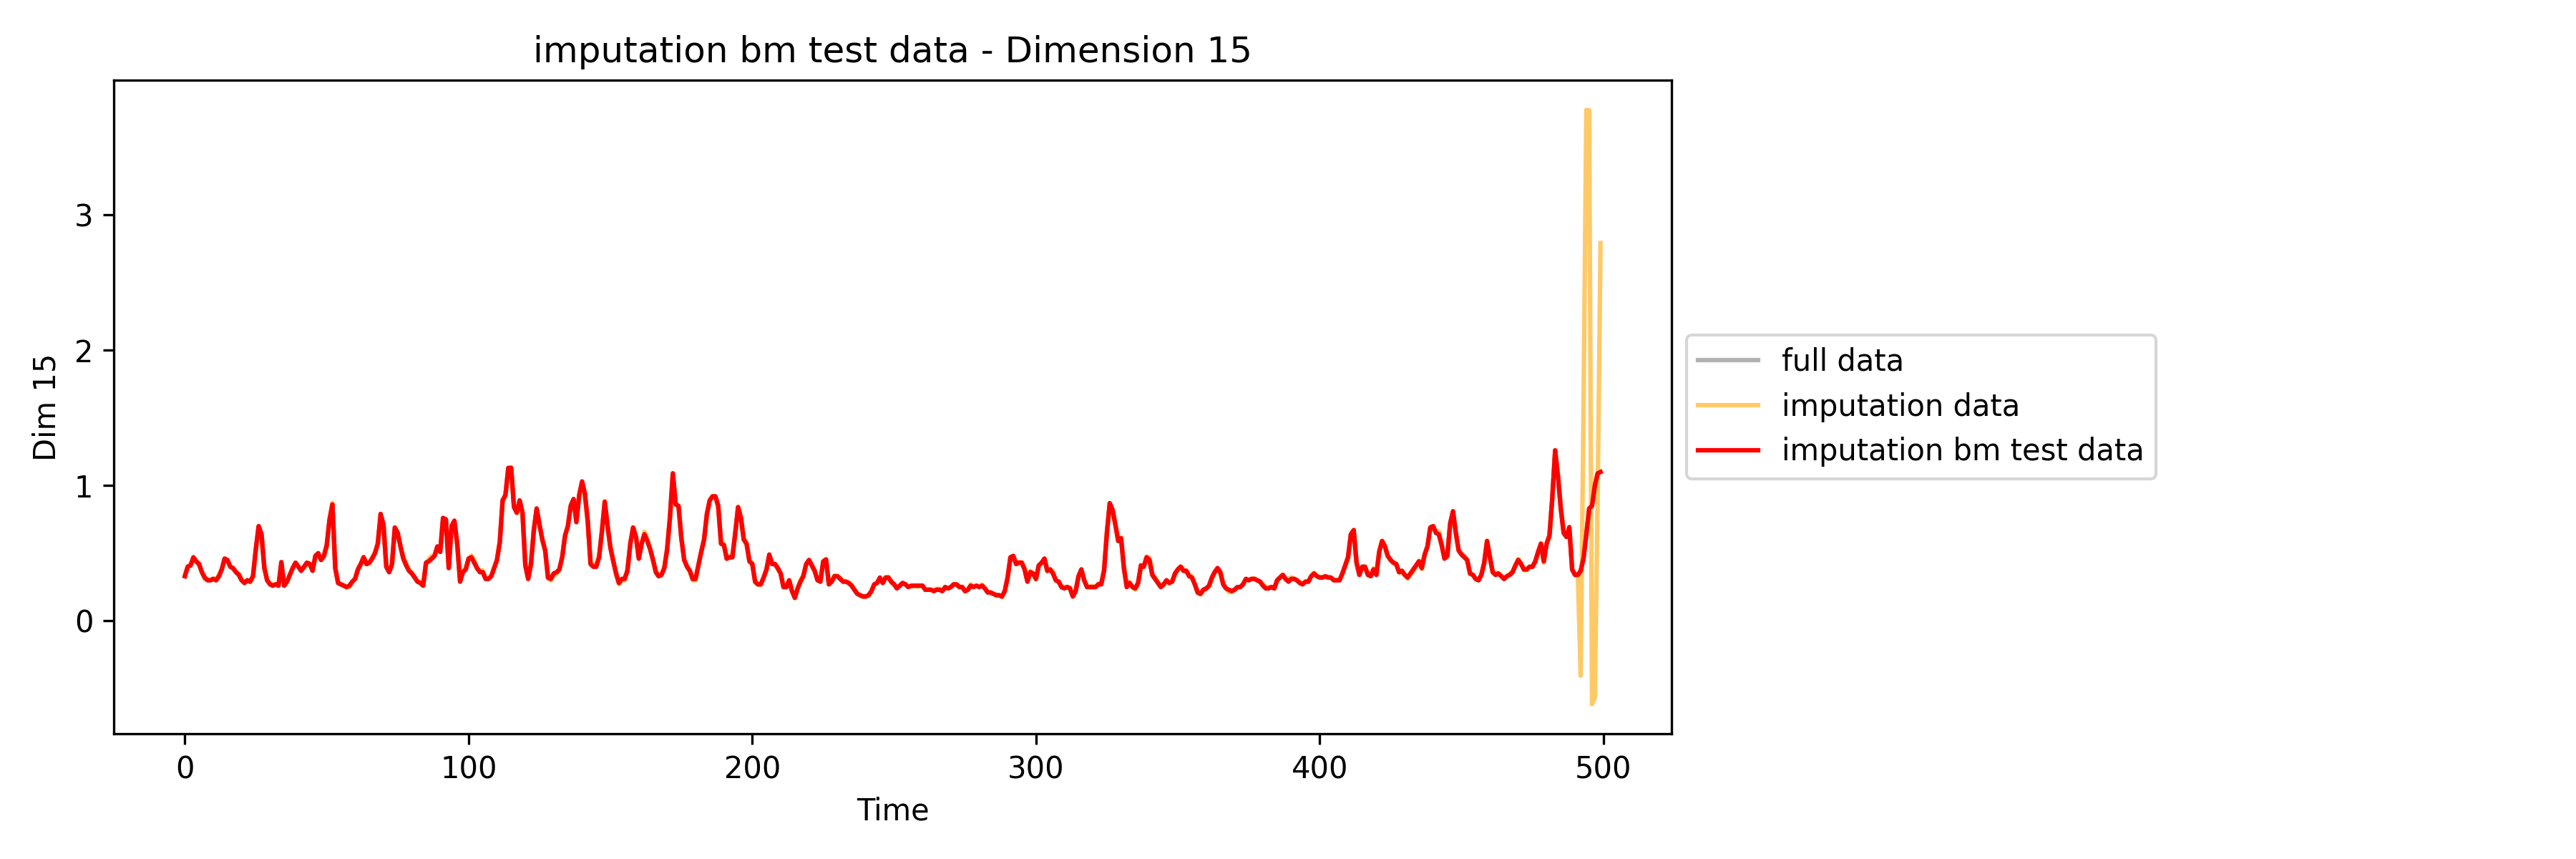 imputation bm test data - Dimension 15
3
2
1
0
Dim 15
0
100
200
300
400
500
Time
full data
imputation data
imputation bm test data